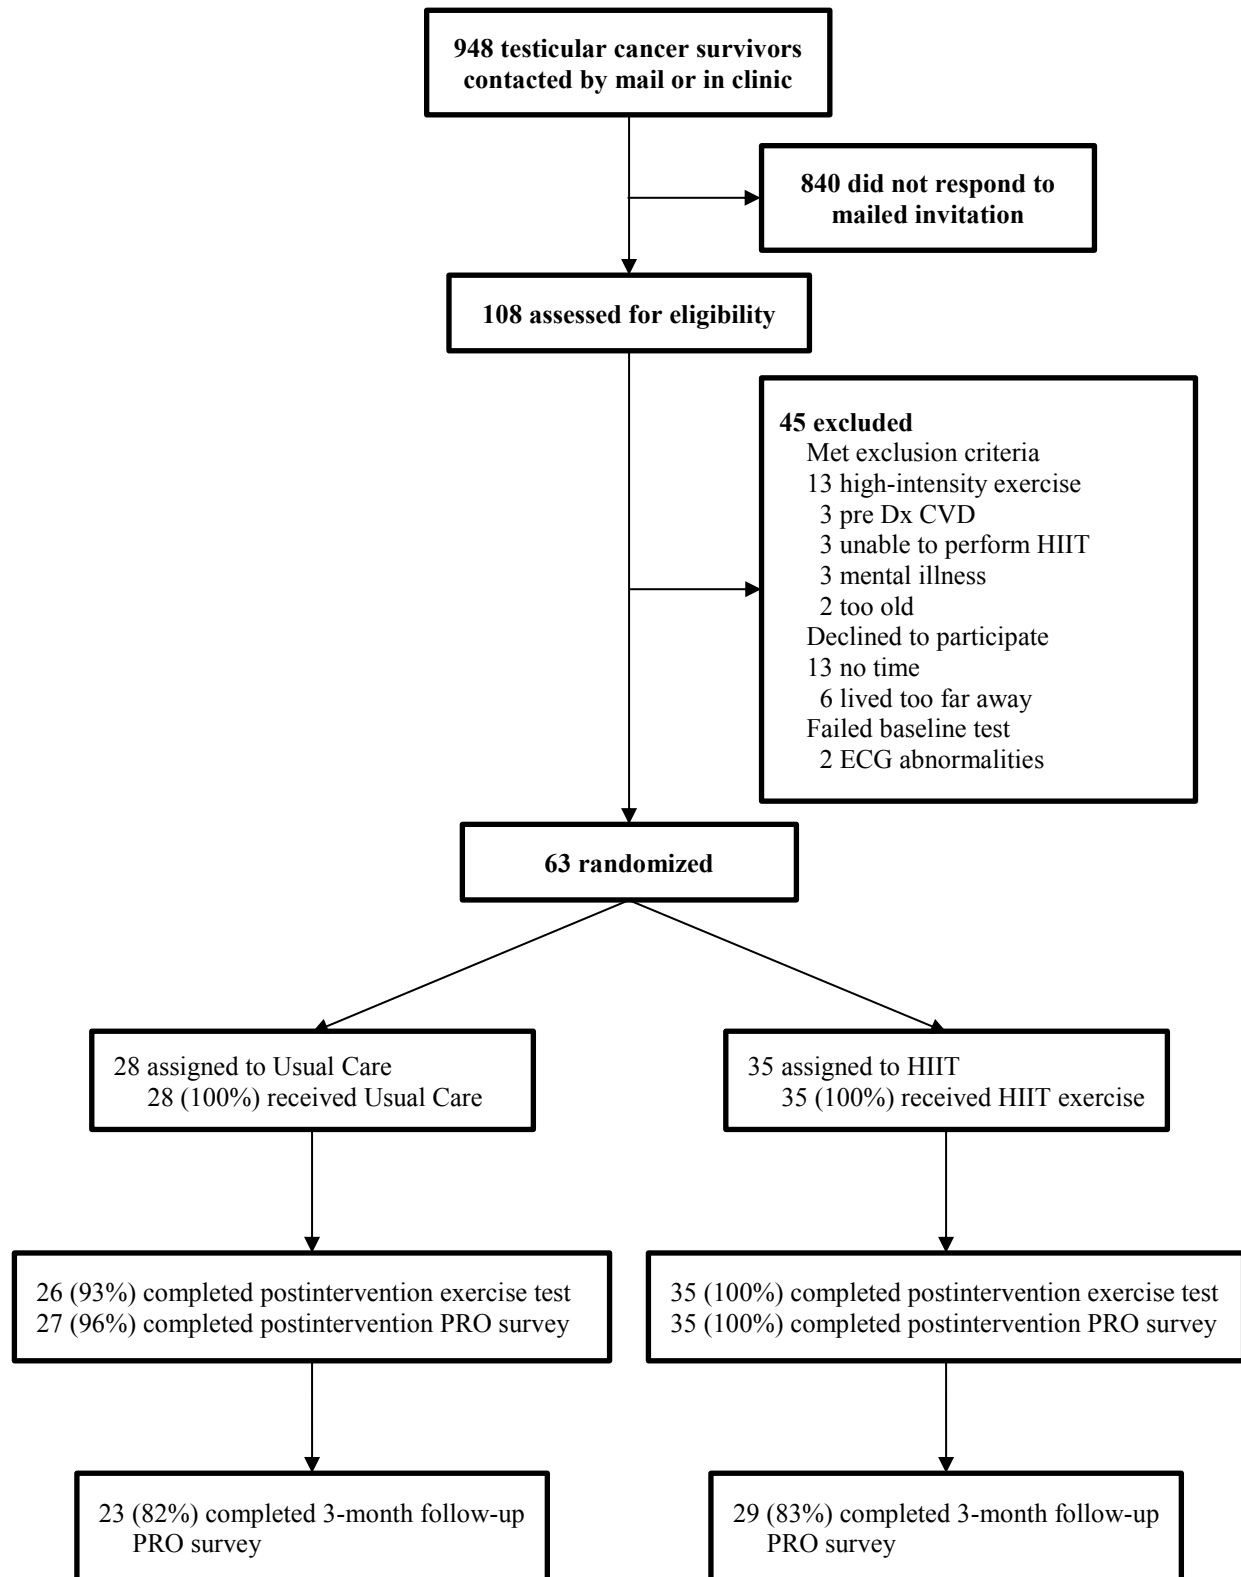 948 testicular cancer survivors
contacted by mail or in clinic
840 did not respond to
mailed invitation
108 assessed for eligibility
45 excluded
Met exclusion criteria
13 high-intensity exercise
3 pre Dx CVD
3 unable to perform HIIT
3 mental illness
2 too old
Declined to participate
13 no time
6 lived too far away
Failed baseline test
2 ECG abnormalities
63 randomized
28 assigned to Usual Care
28 (100%) received Usual Care
35 assigned to HIIT
35 (100%) received HIIT exercise
26 (93%) completed postintervention exercise test
27 (96%) completed postintervention PRO survey
35 (100%) completed postintervention exercise test
35 (100%) completed postintervention PRO survey
23 (82%) completed 3-month follow-up
PRO survey
29 (83%) completed 3-month follow-up
PRO survey